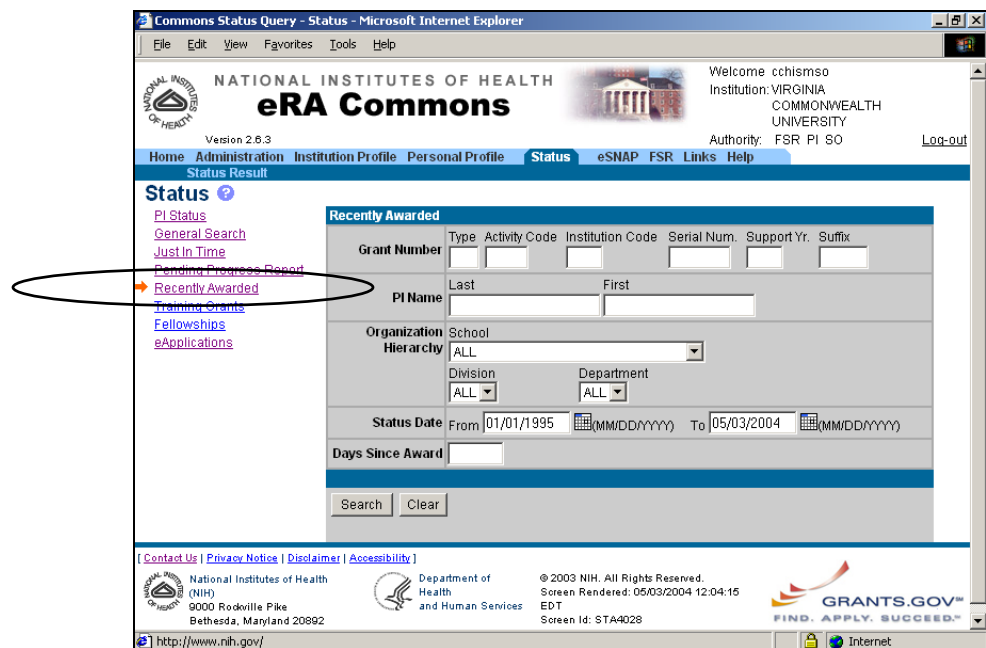 Commons Status Query - Status - Microsoft Internet Explorer
File Edit View Favorites Tools Help
NATIONAL INSTITUTES OF HEALTH
eRA Commons
Version 2.6.3
Welcome cchismso
Institution: VIRGINIA
COMMONWEALTH
UNIVERSITY
Authority: FSR PI SO
Log-out
Home Administration Institution Profile Personal Profile Status eSNAP FSR Links Help
Status Result
Status ?
PI Status
General Search
Just In Time
Pending Progress Report
Recently Awarded
Training Grants
Fellowships
eApplications
Recently Awarded
Type Activity Code Institution Code Serial Num. Support Yr. Suffix
Grant Number
Last First
PI Name
Organization Hierarchy
School
ALL
Division Department
ALL ALL
Status Date From 01/01/1995 (MM/DD/YYYY) To 05/03/2004 (MM/DD/YYYY)
Days Since Award
Search Clear
[ Contact Us | Privacy Notice | Disclaimer | Accessibility ]
National Institutes of Health
(NIH)
9000 Rockville Pike
Bethesda, Maryland 20892
Department of
Health
and Human Services
© 2003 NIH. All Rights Reserved.
Screen Rendered: 05/03/2004 12:04:15
EDT
Screen Id: STA4028
GRANTS.GOV℠
FIND. APPLY. SUCCEED.℠
http://www.nih.gov/
Internet